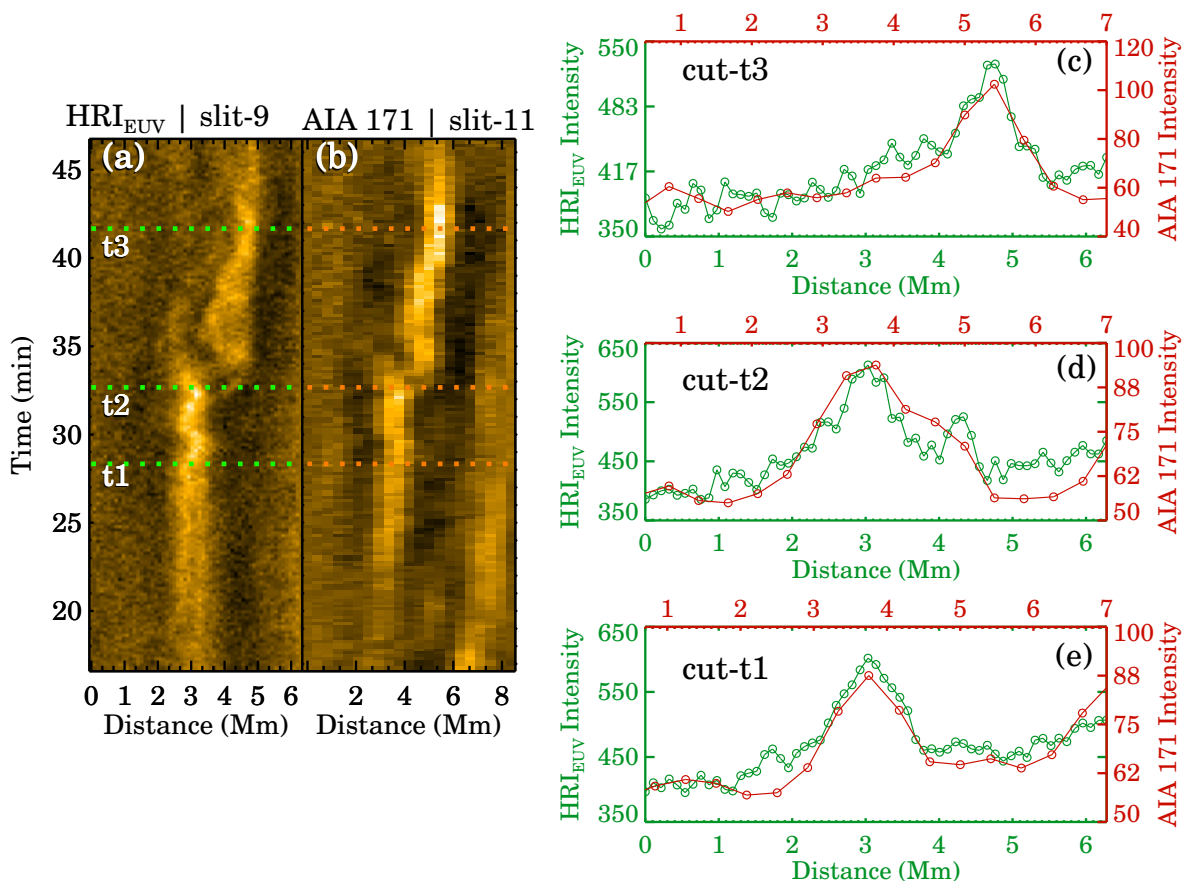 HRI_EUV | slit-9
AIA 171 | slit-11
(a)
(b)
45
40
35
30
25
20
Time (min)
t3
t2
t1
0 1 2 3 4 5 6
Distance (Mm)
2 4 6 8
Distance (Mm)
1 2 3 4 5 6 7
cut-t3
(c)
550
483
417
350
HRI_EUV Intensity
120
100
80
60
40
AIA 171 Intensity
0 1 2 3 4 5 6
Distance (Mm)
1 2 3 4 5 6 7
cut-t2
(d)
650
550
450
350
HRI_EUV Intensity
100
88
75
62
50
AIA 171 Intensity
0 1 2 3 4 5 6
Distance (Mm)
1 2 3 4 5 6 7
cut-t1
(e)
650
550
450
350
HRI_EUV Intensity
100
88
75
62
50
AIA 171 Intensity
0 1 2 3 4 5 6
Distance (Mm)